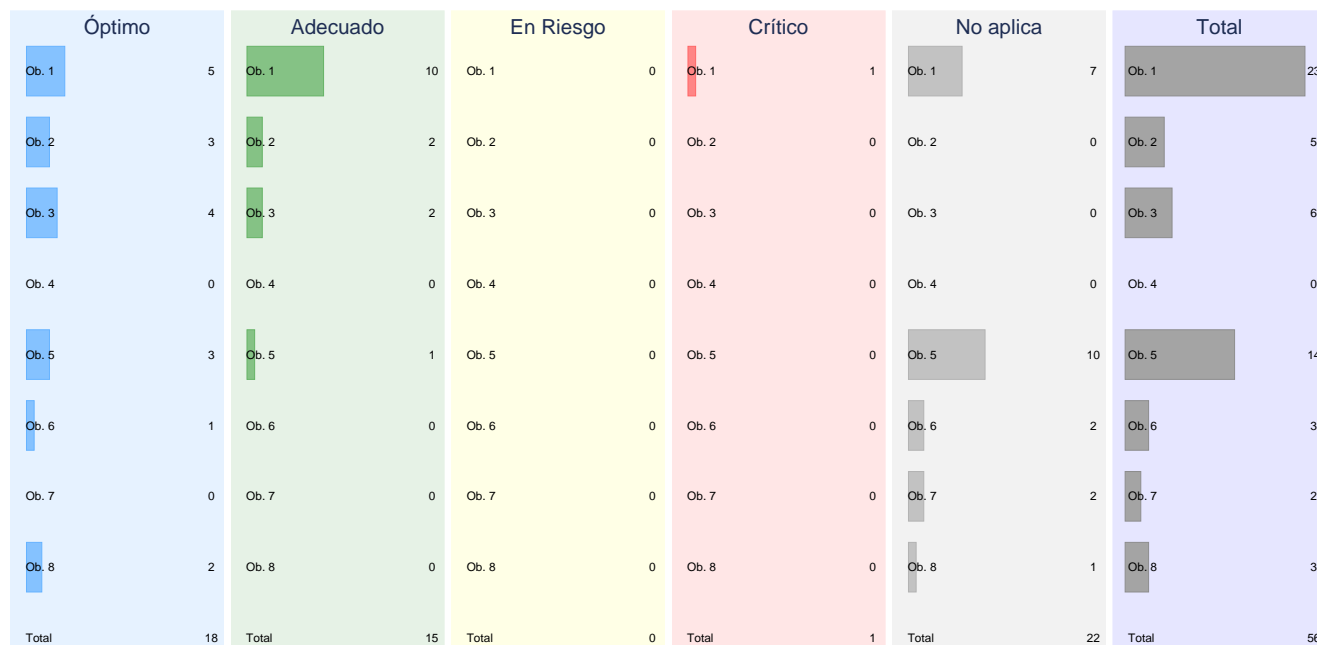 Óptimo Adecuado En Riesgo Crítico No aplica Total
Ob. 1 5 Ob. 1 10 Ob. 1 0 Ob. 1 1 Ob. 1 7 Ob. 1 23
Ob. 2 3 Ob. 2 2 Ob. 2 0 Ob. 2 0 Ob. 2 0 Ob. 2 5
Ob. 3 4 Ob. 3 2 Ob. 3 0 Ob. 3 0 Ob. 3 0 Ob. 3 6
Ob. 4 0 Ob. 4 0 Ob. 4 0 Ob. 4 0 Ob. 4 0 Ob. 4 0
Ob. 5 3 Ob. 5 1 Ob. 5 0 Ob. 5 0 Ob. 5 10 Ob. 5 14
Ob. 6 1 Ob. 6 0 Ob. 6 0 Ob. 6 0 Ob. 6 2 Ob. 6 3
Ob. 7 0 Ob. 7 0 Ob. 7 0 Ob. 7 0 Ob. 7 2 Ob. 7 2
Ob. 8 2 Ob. 8 0 Ob. 8 0 Ob. 8 0 Ob. 8 1 Ob. 8 3
Total 18 Total 15 Total 0 Total 1 Total 22 Total 56